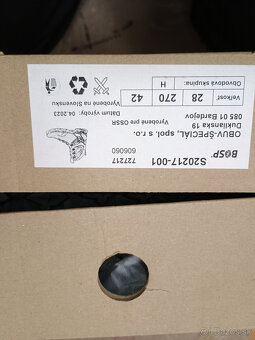 BOSP S20217-001 727217
606060
OBUV-ŠPECIÁL, spol. s r.o.
Duklianska 19 Vyrobené pre OSSR
085 01 Bardejov Dátum výroby: 04.2023
Veľkosť Obvodová skupina:
28 270 42
H
Vyrobené na Slovensku